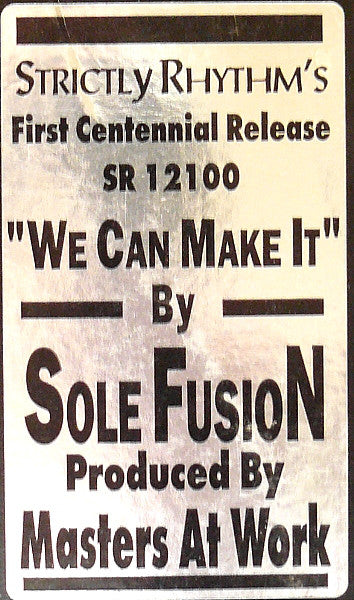 STRICTLY RHYTHM'S
First Centennial Release
SR 12100
"WE CAN MAKE IT"
By
SOLE FUSION
Produced By
Masters At Work